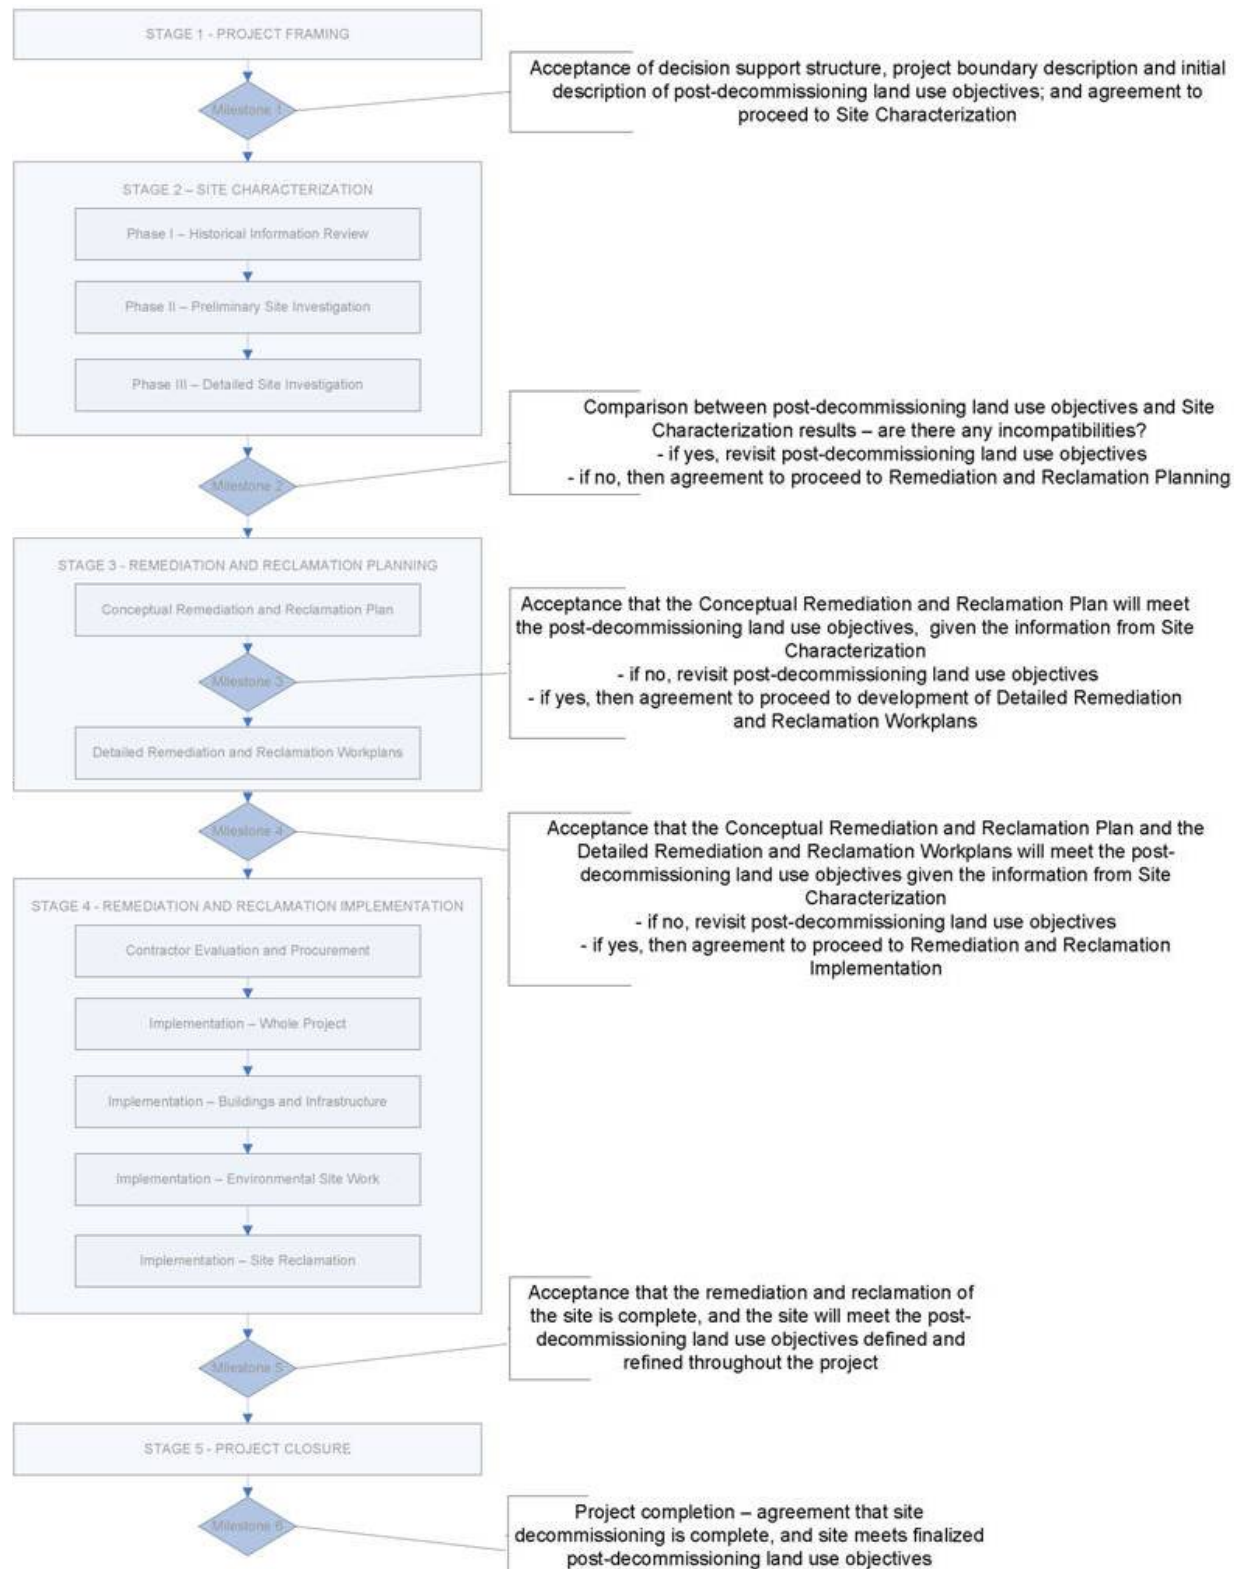 STAGE 1 - PROJECT FRAMING
Milestone 1
Acceptance of decision support structure, project boundary description and initial
description of post-decommissioning land use objectives; and agreement to
proceed to Site Characterization
STAGE 2 – SITE CHARACTERIZATION
Phase I – Historical Information Review
Phase II – Preliminary Site Investigation
Phase III – Detailed Site Investigation
Milestone 2
Comparison between post-decommissioning land use objectives and Site
Characterization results – are there any incompatibilities?
- if yes, revisit post-decommissioning land use objectives
- if no, then agreement to proceed to Remediation and Reclamation Planning
STAGE 3 - REMEDIATION AND RECLAMATION PLANNING
Conceptual Remediation and Reclamation Plan
Milestone 3
Detailed Remediation and Reclamation Workplans
Acceptance that the Conceptual Remediation and Reclamation Plan will meet
the post-decommissioning land use objectives, given the information from Site
Characterization
- if no, revisit post-decommissioning land use objectives
- if yes, then agreement to proceed to development of Detailed Remediation
and Reclamation Workplans
Milestone 4
Acceptance that the Conceptual Remediation and Reclamation Plan and the
Detailed Remediation and Reclamation Workplans will meet the post-
decommissioning land use objectives given the information from Site
Characterization
- if no, revisit post-decommissioning land use objectives
- if yes, then agreement to proceed to Remediation and Reclamation
Implementation
STAGE 4 - REMEDIATION AND RECLAMATION IMPLEMENTATION
Contractor Evaluation and Procurement
Implementation – Whole Project
Implementation – Buildings and Infrastructure
Implementation – Environmental Site Work
Implementation – Site Reclamation
Milestone 5
Acceptance that the remediation and reclamation of
the site is complete, and the site will meet the post-
decommissioning land use objectives defined and
refined throughout the project
STAGE 5 - PROJECT CLOSURE
Milestone 6
Project completion – agreement that site
decommissioning is complete, and site meets finalized
post-decommissioning land use objectives